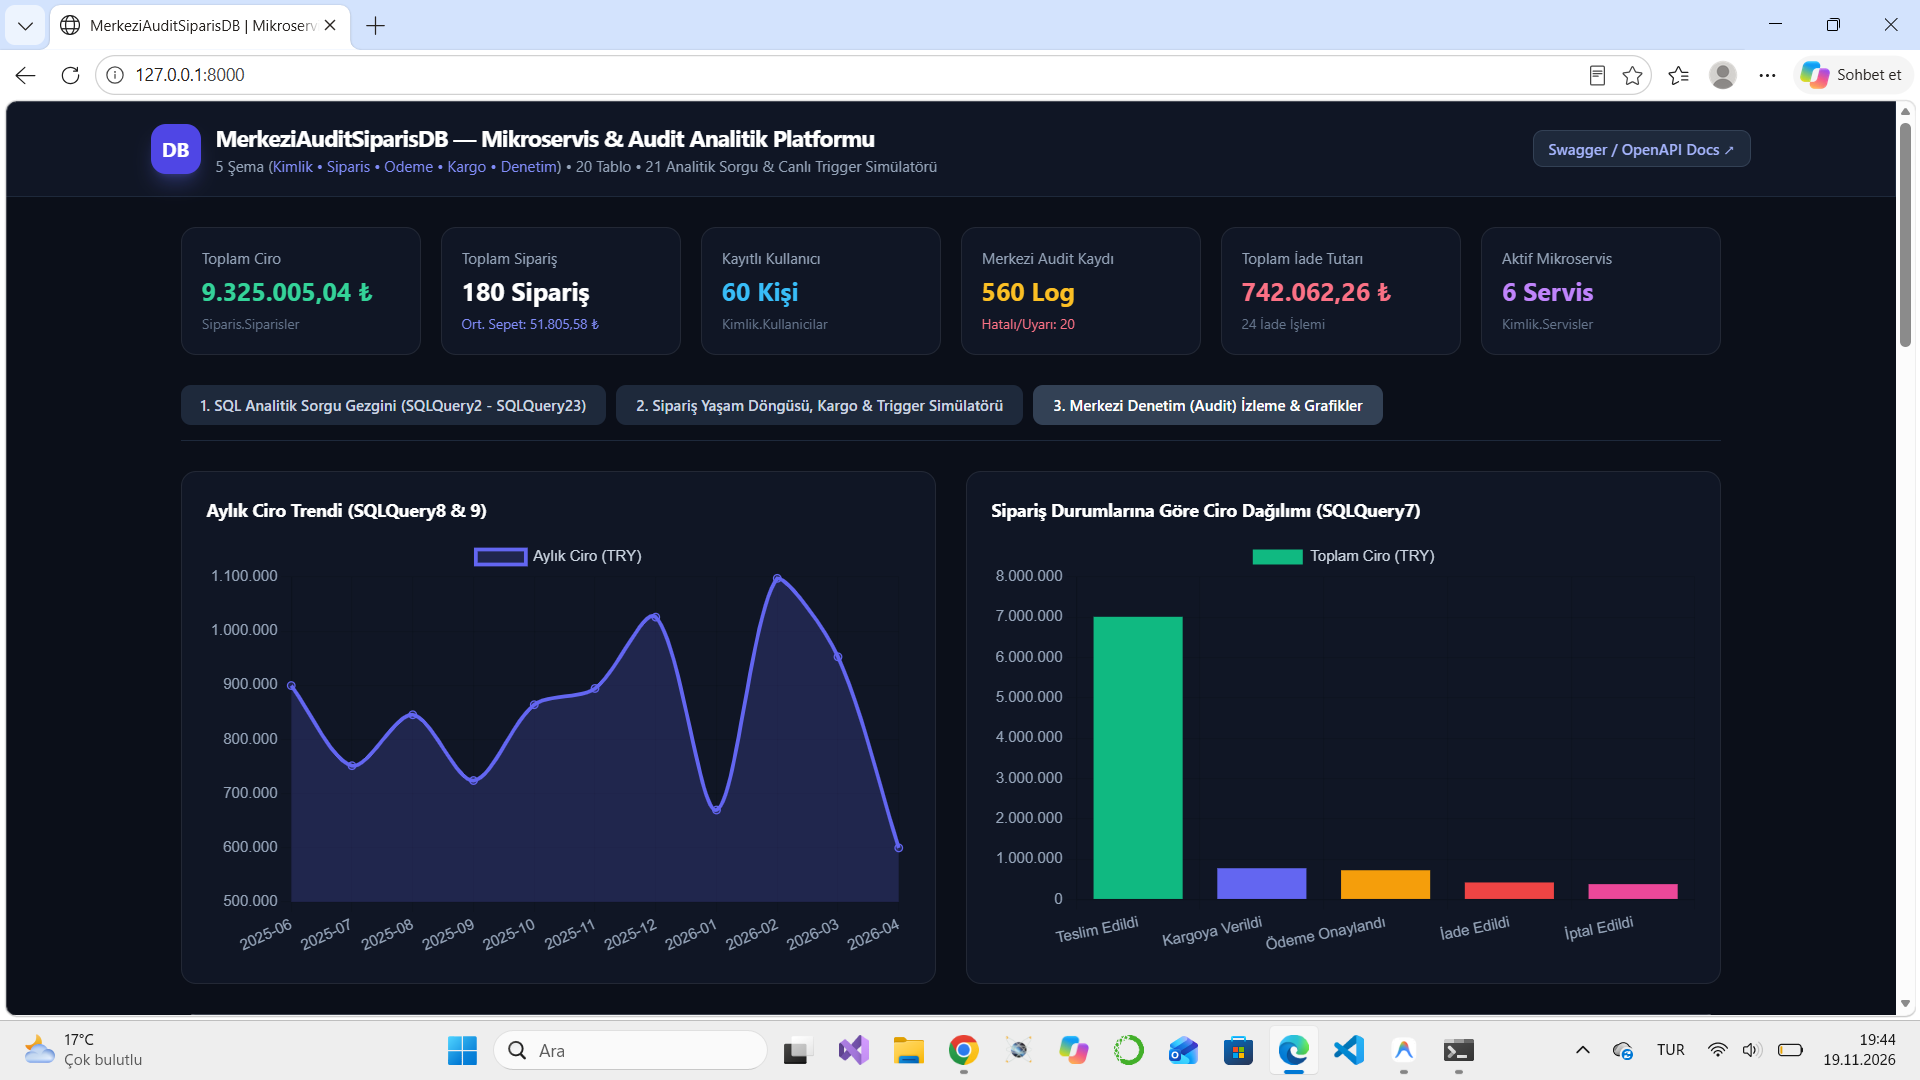 MerkeziAuditSiparisDB | Mikroserv
127.0.0.1:8000
Sohbet et
DB
MerkeziAuditSiparisDB — Mikroservis & Audit Analitik Platformu
5 Şema (Kimlik • Siparis • Odeme • Kargo • Denetim) • 20 Tablo • 21 Analitik Sorgu & Canlı Trigger Simülatörü
Swagger / OpenAPI Docs ↗
Toplam Ciro
9.325.005,04 ₺
Siparis.Siparisler
Toplam Sipariş
180 Sipariş
Ort. Sepet: 51.805,58 ₺
Kayıtlı Kullanıcı
60 Kişi
Kimlik.Kullanicilar
Merkezi Audit Kaydı
560 Log
Hatalı/Uyarı: 20
Toplam İade Tutarı
742.062,26 ₺
24 İade İşlemi
Aktif Mikroservis
6 Servis
Kimlik.Servisler
1. SQL Analitik Sorgu Gezgini (SQLQuery2 - SQLQuery23)
2. Sipariş Yaşam Döngüsü, Kargo & Trigger Simülatörü
3. Merkezi Denetim (Audit) İzleme & Grafikler
Aylık Ciro Trendi (SQLQuery8 & 9)
Aylık Ciro (TRY)
1.100.000
1.000.000
900.000
800.000
700.000
600.000
500.000
2025-06
2025-07
2025-08
2025-09
2025-10
2025-11
2025-12
2026-01
2026-02
2026-03
2026-04
Sipariş Durumlarına Göre Ciro Dağılımı (SQLQuery7)
Toplam Ciro (TRY)
8.000.000
7.000.000
6.000.000
5.000.000
4.000.000
3.000.000
2.000.000
1.000.000
0
Teslim Edildi
Kargoya Verildi
Ödeme Onaylandı
İade Edildi
İptal Edildi
17°C
Çok bulutlu
Ara
TUR
19:44
19.11.2026